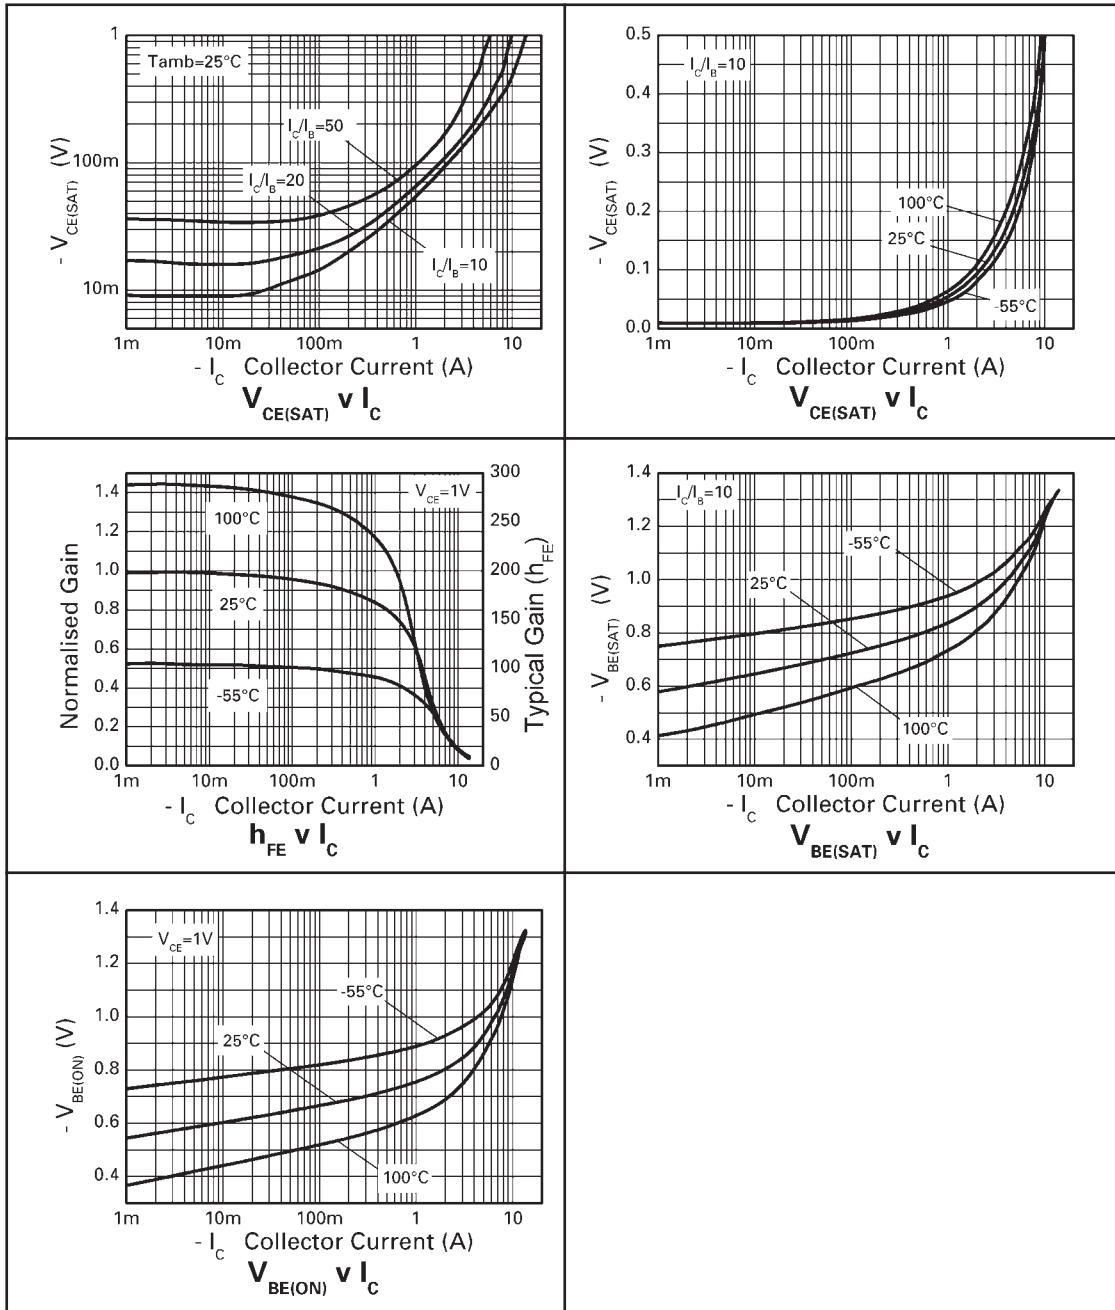 1
100m
10m
- V_CE(SAT) (V)
Tamb=25°C
I_C/I_B=50
I_C/I_B=20
I_C/I_B=10
1m 10m 100m 1 10
- I_C Collector Current (A)
V_CE(SAT) v I_C
0.5
0.4
0.3
0.2
0.1
0.0
- V_CE(SAT) (V)
I_C/I_B=10
100°C
25°C
-55°C
1m 10m 100m 1 10
- I_C Collector Current (A)
V_CE(SAT) v I_C
1.4
1.2
1.0
0.8
0.6
0.4
0.2
0.0
Normalised Gain
V_CE=1V
100°C
25°C
-55°C
300
250
200
150
100
50
0
Typical Gain (h_FE)
1m 10m 100m 1 10
- I_C Collector Current (A)
h_FE v I_C
1.4
1.2
1.0
0.8
0.6
0.4
- V_BE(SAT) (V)
I_C/I_B=10
-55°C
25°C
100°C
1m 10m 100m 1 10
- I_C Collector Current (A)
V_BE(SAT) v I_C
1.4
1.2
1.0
0.8
0.6
0.4
- V_BE(ON) (V)
V_CE=1V
-55°C
25°C
100°C
1m 10m 100m 1 10
- I_C Collector Current (A)
V_BE(ON) v I_C